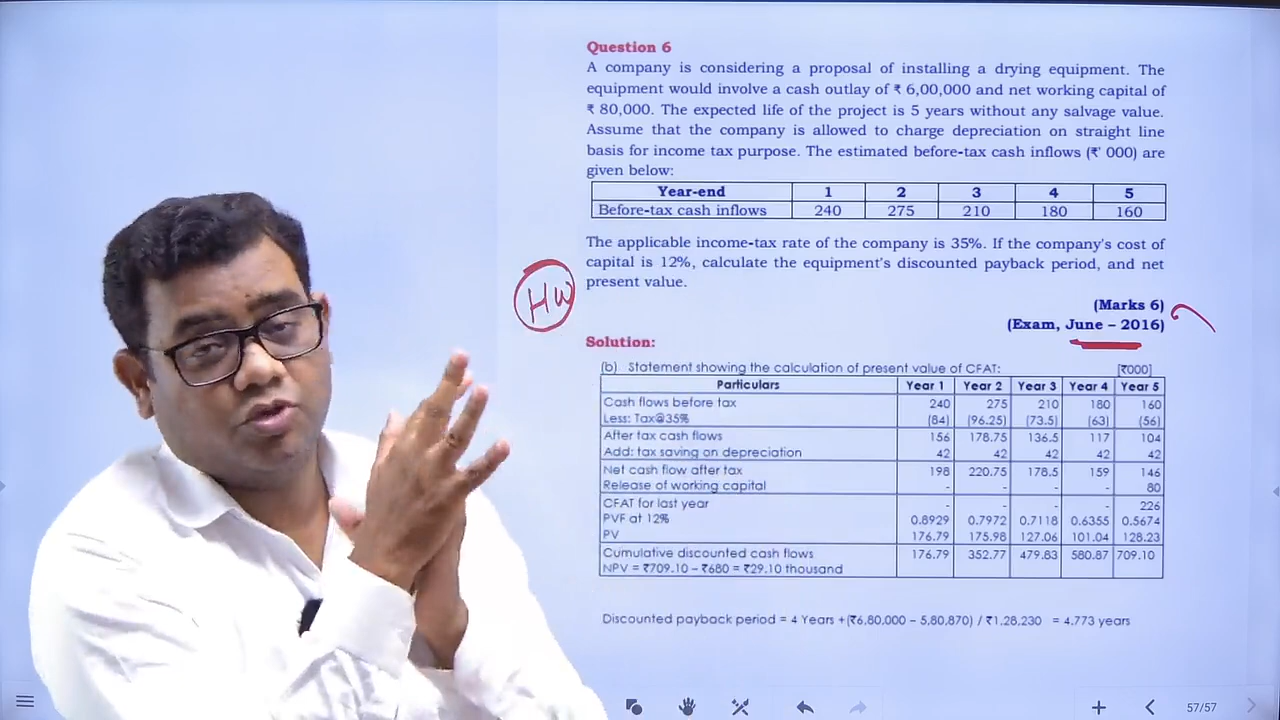 Question 6
A company is considering a proposal of installing a drying equipment. The
equipment would involve a cash outlay of ₹ 6,00,000 and net working capital of
₹ 80,000. The expected life of the project is 5 years without any salvage value.
Assume that the company is allowed to charge depreciation on straight line
basis for income tax purpose. The estimated before-tax cash inflows (₹' 000) are
given below:
Year-end 1 2 3 4 5
Before-tax cash inflows 240 275 210 180 160
The applicable income-tax rate of the company is 35%. If the company's cost of
capital is 12%, calculate the equipment's discounted payback period, and net
present value.
HW
(Marks 6)
(Exam, June – 2016)
Solution:
(b) Statement showing the calculation of present value of CFAT: [₹000]
Particulars Year 1 Year 2 Year 3 Year 4 Year 5
Cash flows before tax 240 275 210 180 160
Less: Tax@35% (84) (96.25) (73.5) (63) (56)
After tax cash flows 156 178.75 136.5 117 104
Add: tax saving on depreciation 42 42 42 42 42
Net cash flow after tax 198 220.75 178.5 159 146
Release of working capital - - - - 80
CFAT for last year - - - - 226
PVF at 12% 0.8929 0.7972 0.7118 0.6355 0.5674
PV 176.79 175.98 127.06 101.04 128.23
Cumulative discounted cash flows 176.79 352.77 479.83 580.87 709.10
NPV = ₹709.10 – ₹680 = ₹29.10 thousand
Discounted payback period = 4 Years +(₹6,80,000 – 5,80,870) / ₹1,28,230 = 4.773 years
57/57